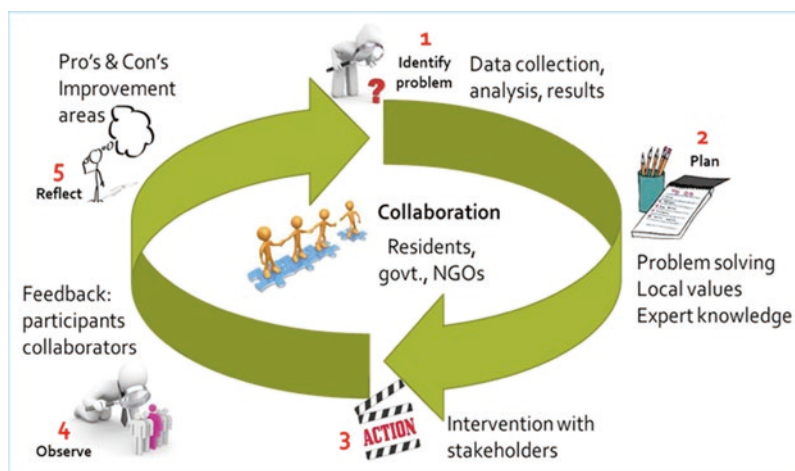 1
Identify
problem
Data collection,
analysis, results
2
Plan
Problem solving
Local values
Expert knowledge
3
ACTION
Intervention with
stakeholders
4
Observe
Feedback:
participants
collaborators
5
Reflect
Pro's & Con's
Improvement
areas
Collaboration
Residents,
govt., NGOs
?